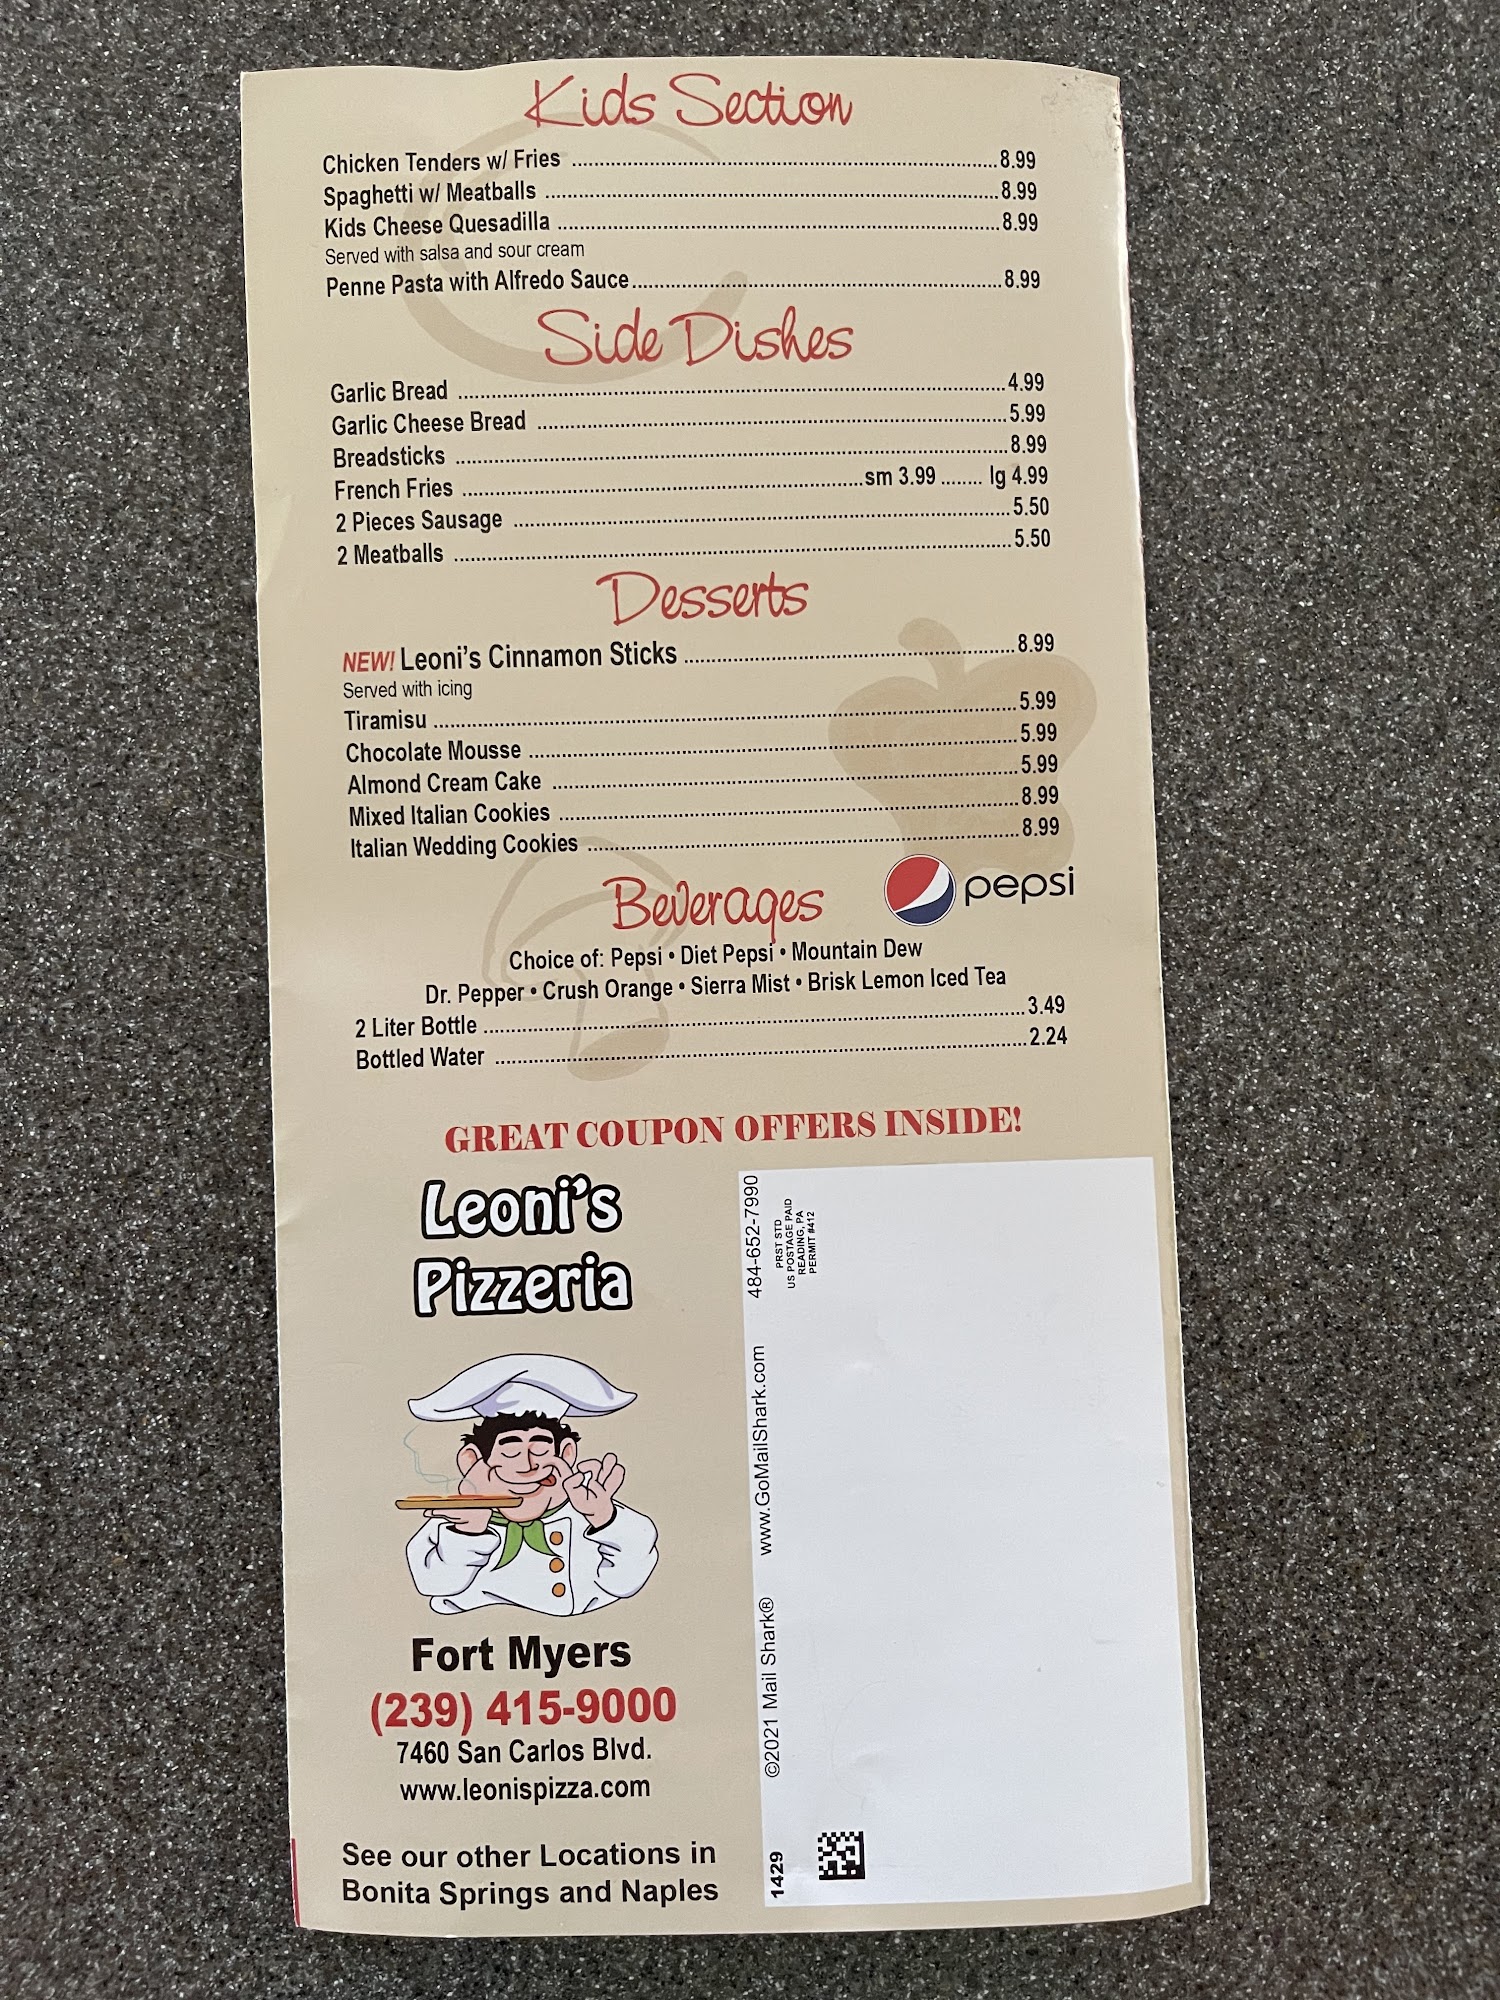 Kids Section
Chicken Tenders w/ Fries ........ 8.99
Spaghetti w/ Meatballs ........ 8.99
Kids Cheese Quesadilla ........ 8.99
Served with salsa and sour cream
Penne Pasta with Alfredo Sauce ........ 8.99
Side Dishes
Garlic Bread ........ 4.99
Garlic Cheese Bread ........ 5.99
Breadsticks ........ 8.99
French Fries ........ sm 3.99 ........ lg 4.99
2 Pieces Sausage ........ 5.50
2 Meatballs ........ 5.50
Desserts
NEW! Leoni's Cinnamon Sticks ........ 8.99
Served with icing
Tiramisu ........ 5.99
Chocolate Mousse ........ 5.99
Almond Cream Cake ........ 5.99
Mixed Italian Cookies ........ 8.99
Italian Wedding Cookies ........ 8.99
Beverages
pepsi
Choice of: Pepsi • Diet Pepsi • Mountain Dew
Dr. Pepper • Crush Orange • Sierra Mist • Brisk Lemon Iced Tea
2 Liter Bottle ........ 3.49
Bottled Water ........ 2.24
GREAT COUPON OFFERS INSIDE!
Leoni's
Pizzeria
Fort Myers
(239) 415-9000
7460 San Carlos Blvd.
www.leonispizza.com
See our other Locations in
Bonita Springs and Naples
1429 ©2021 Mail Shark® www.GoMailShark.com 484-652-7990
PRST STD
US POSTAGE PAID
READING, PA
PERMIT #412